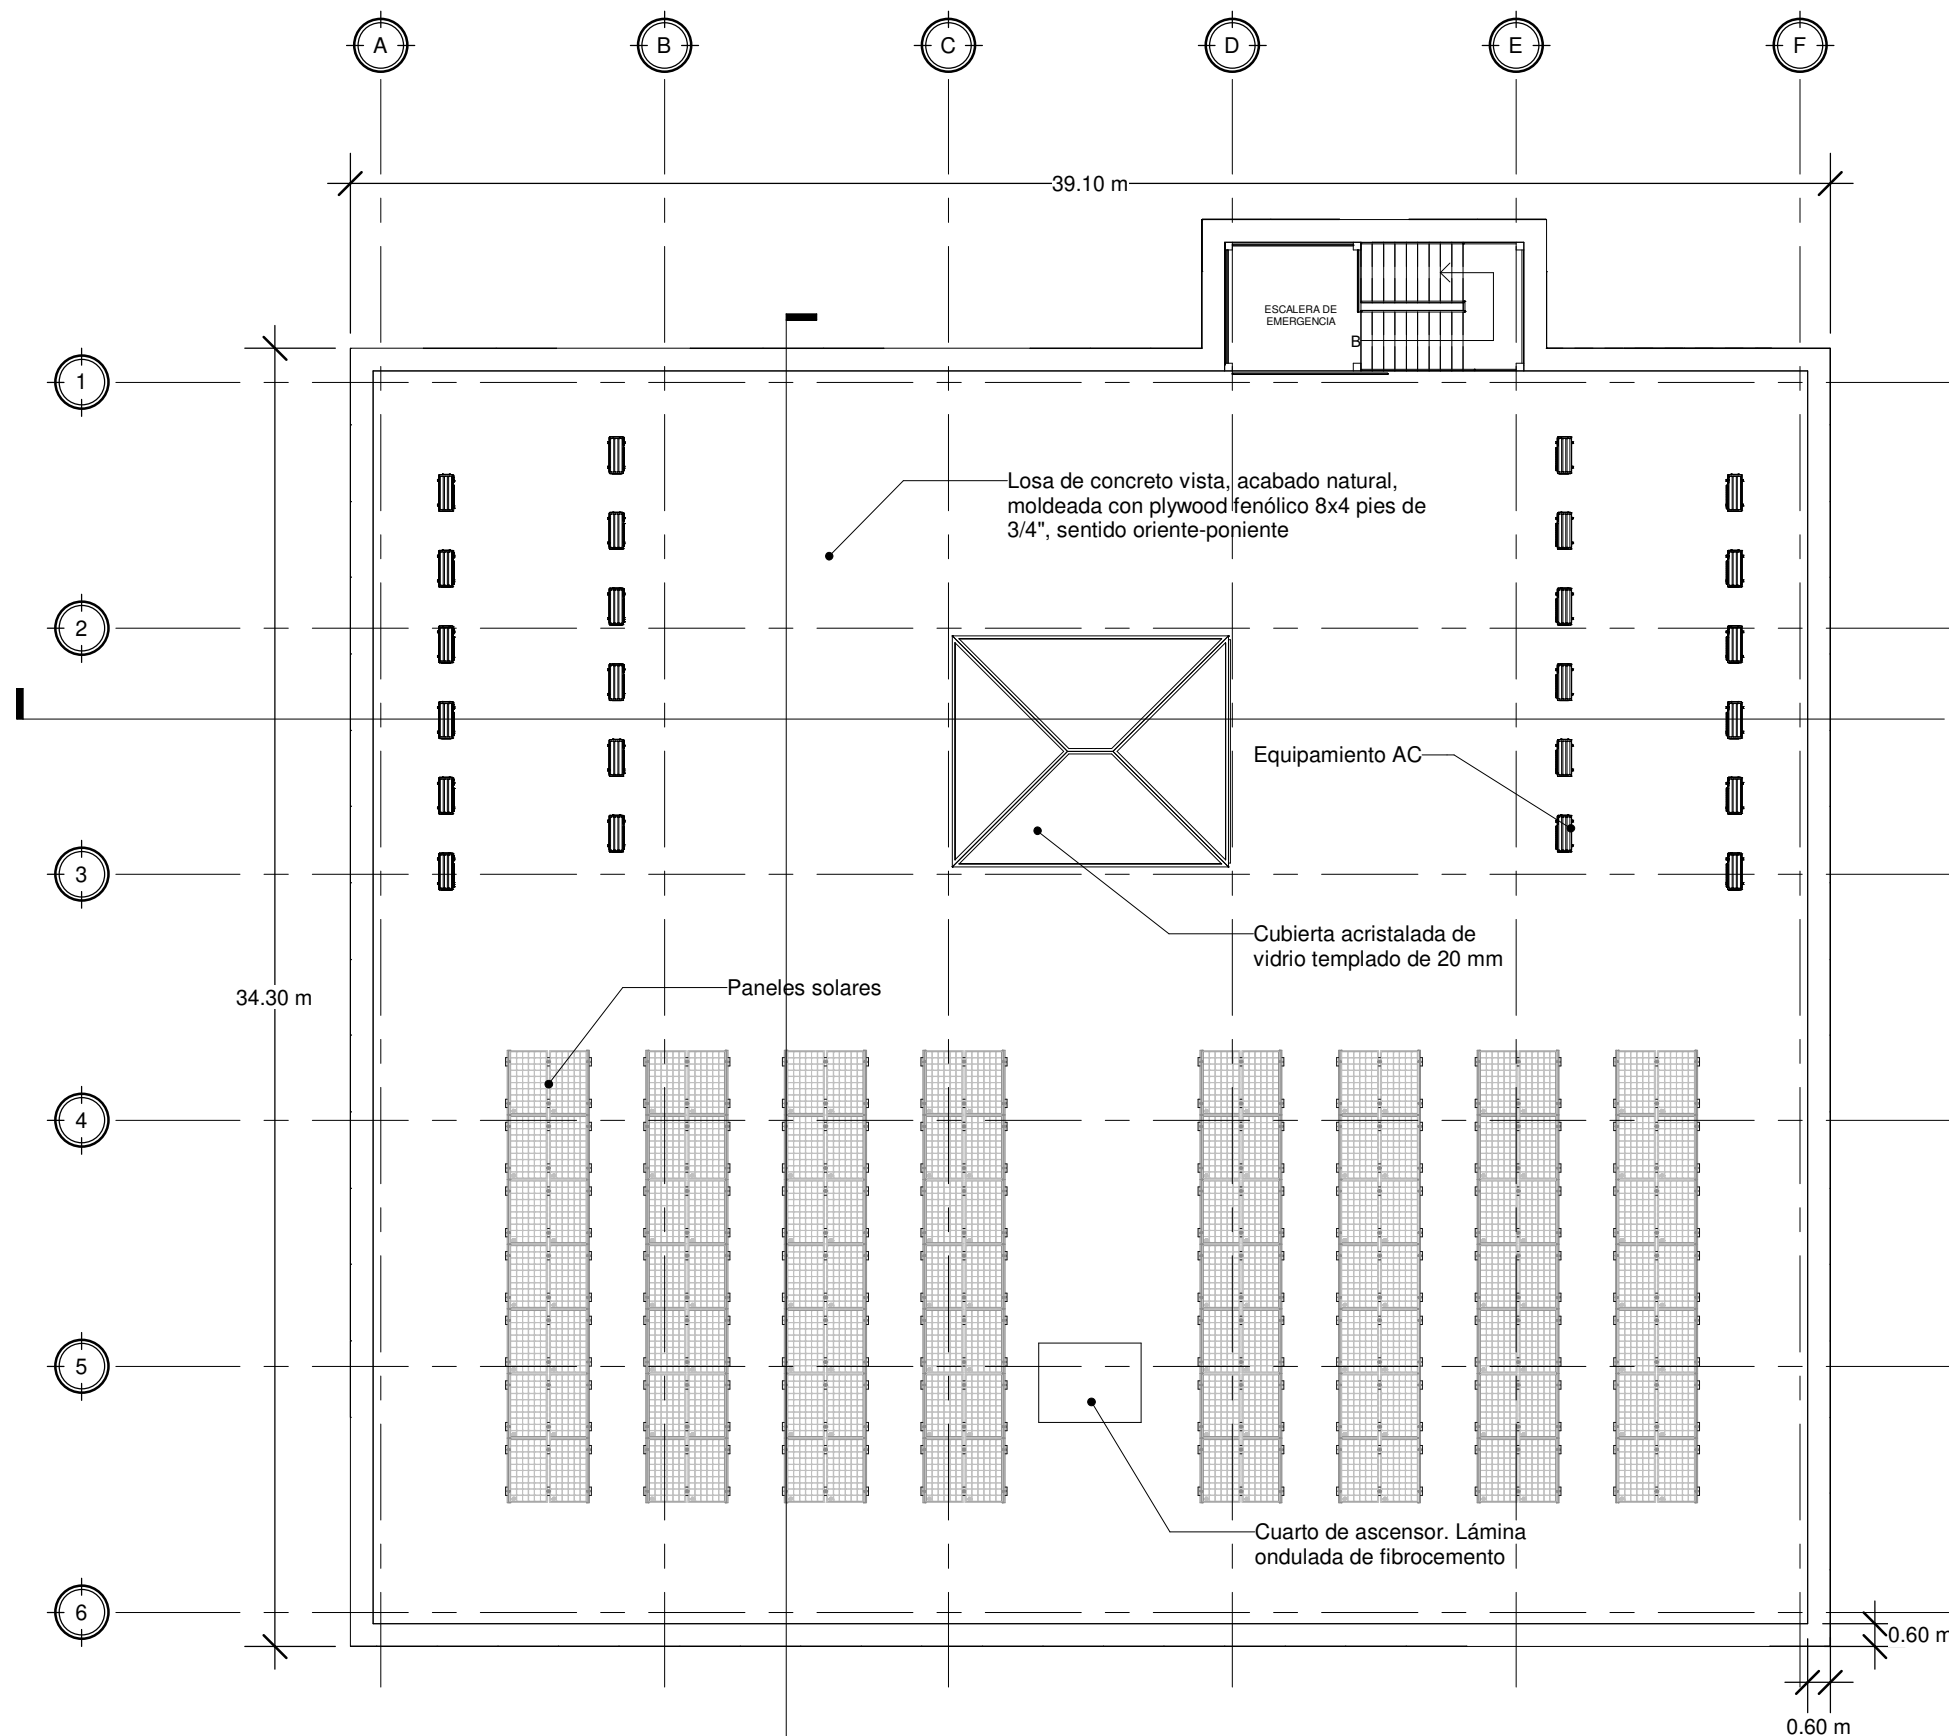 A
B
C
D
E
F
39.10 m
ESCALERA DE
EMERGENCIA
B
1
Losa de concreto vista, acabado natural,
moldeada con plywood fenólico 8x4 pies de
3/4", sentido oriente-poniente
2
Equipamiento AC
3
Cubierta acristalada de
vidrio templado de 20 mm
Paneles solares
34.30 m
4
5
Cuarto de ascensor. Lámina
ondulada de fibrocemento
6
0.60 m
0.60 m